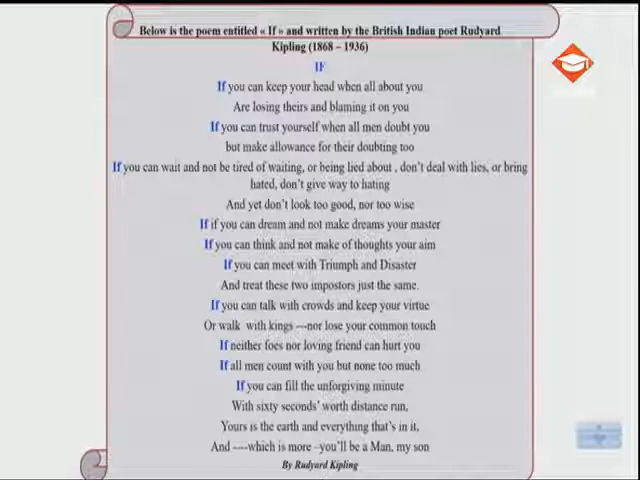 Below is the poem entitled « If » and written by the British Indian poet Rudyard
Kipling (1868 – 1936)
IF
If you can keep your head when all about you
Are losing theirs and blaming it on you
If you can trust yourself when all men doubt you
but make allowance for their doubting too
If you can wait and not be tired of waiting, or being lied about , don't deal with lies, or bring
hated, don't give way to hating
And yet don't look too good, nor too wise
If if you can dream and not make dreams your master
If you can think and not make of thoughts your aim
If you can meet with Triumph and Disaster
And treat these two impostors just the same.
If you can talk with crowds and keep your virtue
Or walk with kings ---nor lose your common touch
If neither foes nor loving friend can hurt you
If all men count with you but none too much
If you can fill the unforgiving minute
With sixty seconds' worth distance run,
Yours is the earth and everything that's in it,
And ----which is more –you'll be a Man, my son
By Rudyard Kipling